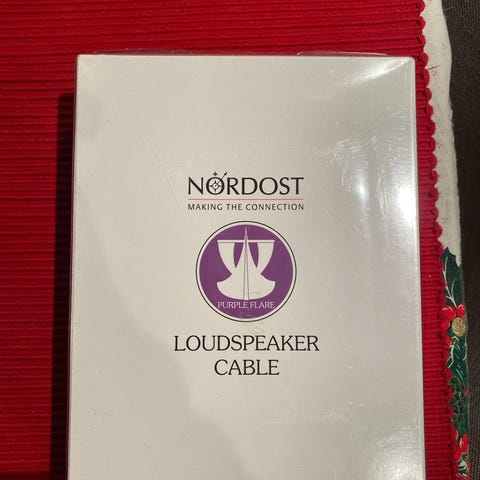 NORDOST
MAKING THE CONNECTION
PURPLE FLARE
LOUDSPEAKER
CABLE